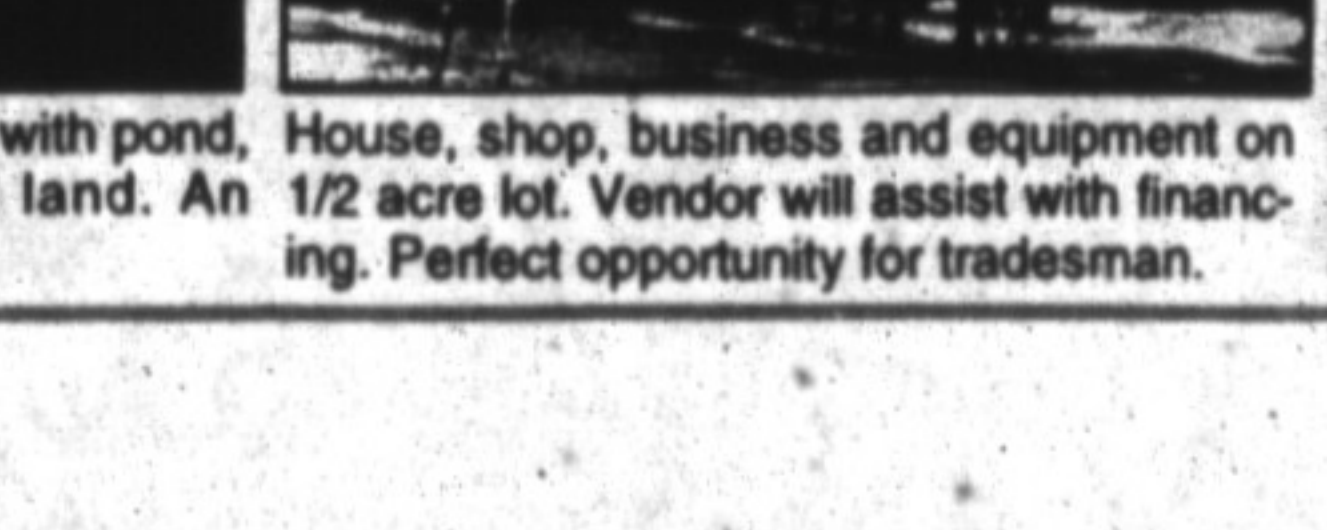 with pond,
land. An
House, shop, business and equipment on
1/2 acre lot. Vendor will assist with financ-
ing. Perfect opportunity for tradesman.